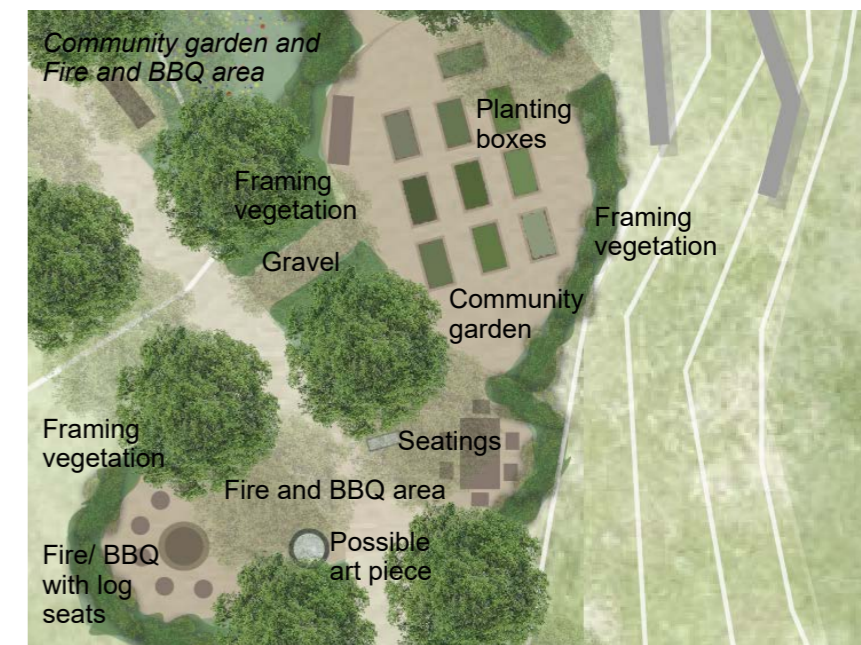 Community garden and
Fire and BBQ area
Planting
boxes
Framing
vegetation
Framing
vegetation
Gravel
Community
garden
Framing
vegetation
Seatings
Fire and BBQ area
Fire/ BBQ
with log
seats
Possible
art piece